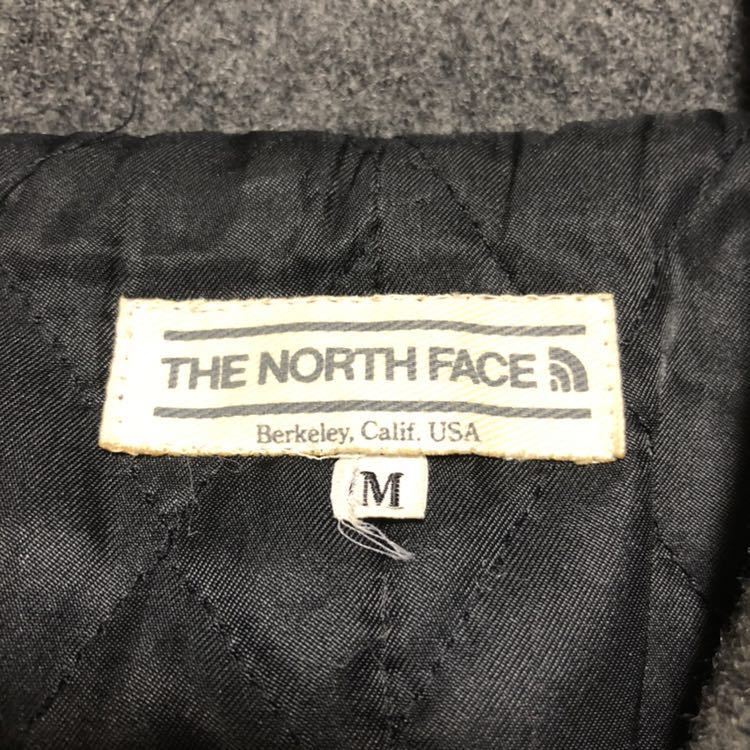 THE NORTH FACE
Berkeley, Calif. USA
M